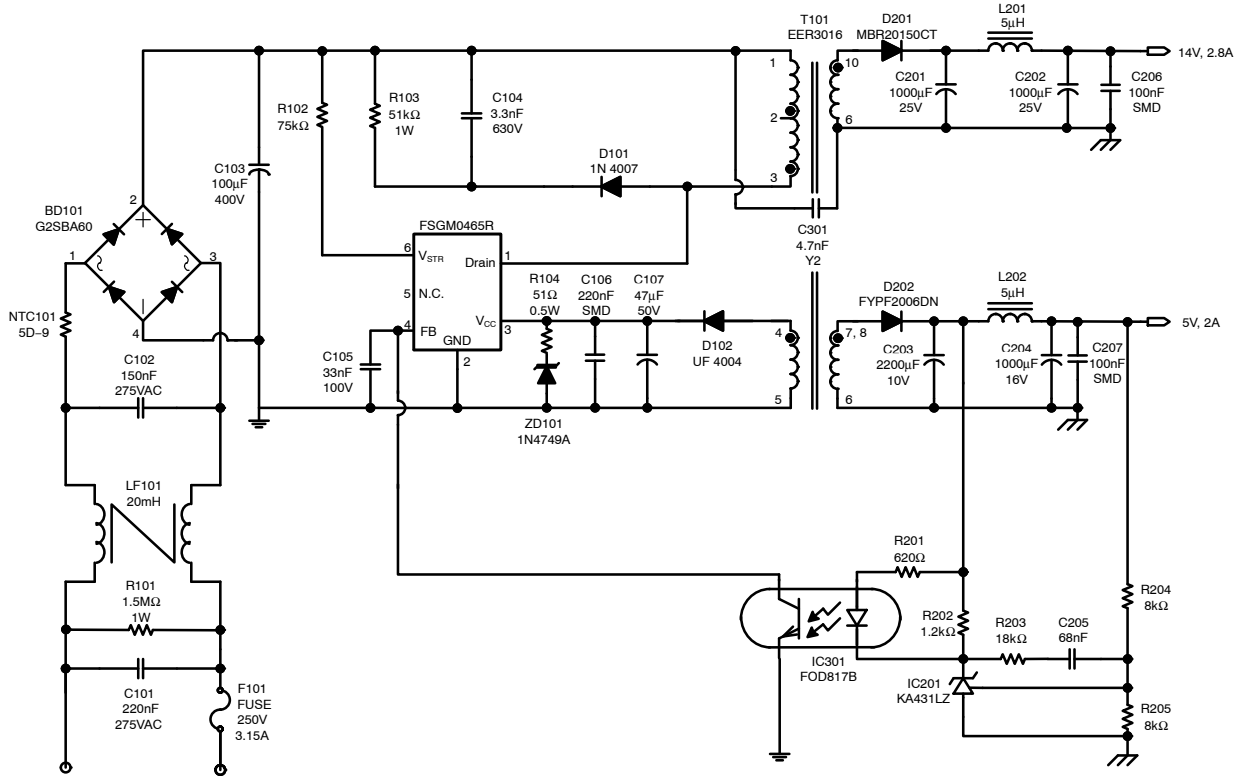 T101
EER3016
D201
MBR20150CT
L201
5μH
14V, 2.8A
1
10
R102
75kΩ
R103
51kΩ
1W
C104
3.3nF
630V
C201
1000μF
25V
C202
1000μF
25V
C206
100nF
SMD
2
6
D101
1N 4007
3
C103
100μF
400V
BD101
G2SBA60
2
+
1
3
4
C301
4.7nF
Y2
FSGM0465R
6
VSTR
Drain
1
5
N.C.
VCC
3
4
FB
GND
2
R104
51Ω
0.5W
C106
220nF
SMD
C107
47μF
50V
D102
UF 4004
4
7, 8
D202
FYPF2006DN
L202
5μH
5V, 2A
NTC101
5D–9
C102
150nF
275VAC
C105
33nF
100V
ZD101
1N4749A
5
6
C203
2200μF
10V
C204
1000μF
16V
C207
100nF
SMD
LF101
20mH
R101
1.5MΩ
1W
C101
220nF
275VAC
F101
FUSE
250V
3.15A
R201
620Ω
R202
1.2kΩ
R203
18kΩ
C205
68nF
R204
8kΩ
IC301
FOD817B
IC201
KA431LZ
R205
8kΩ